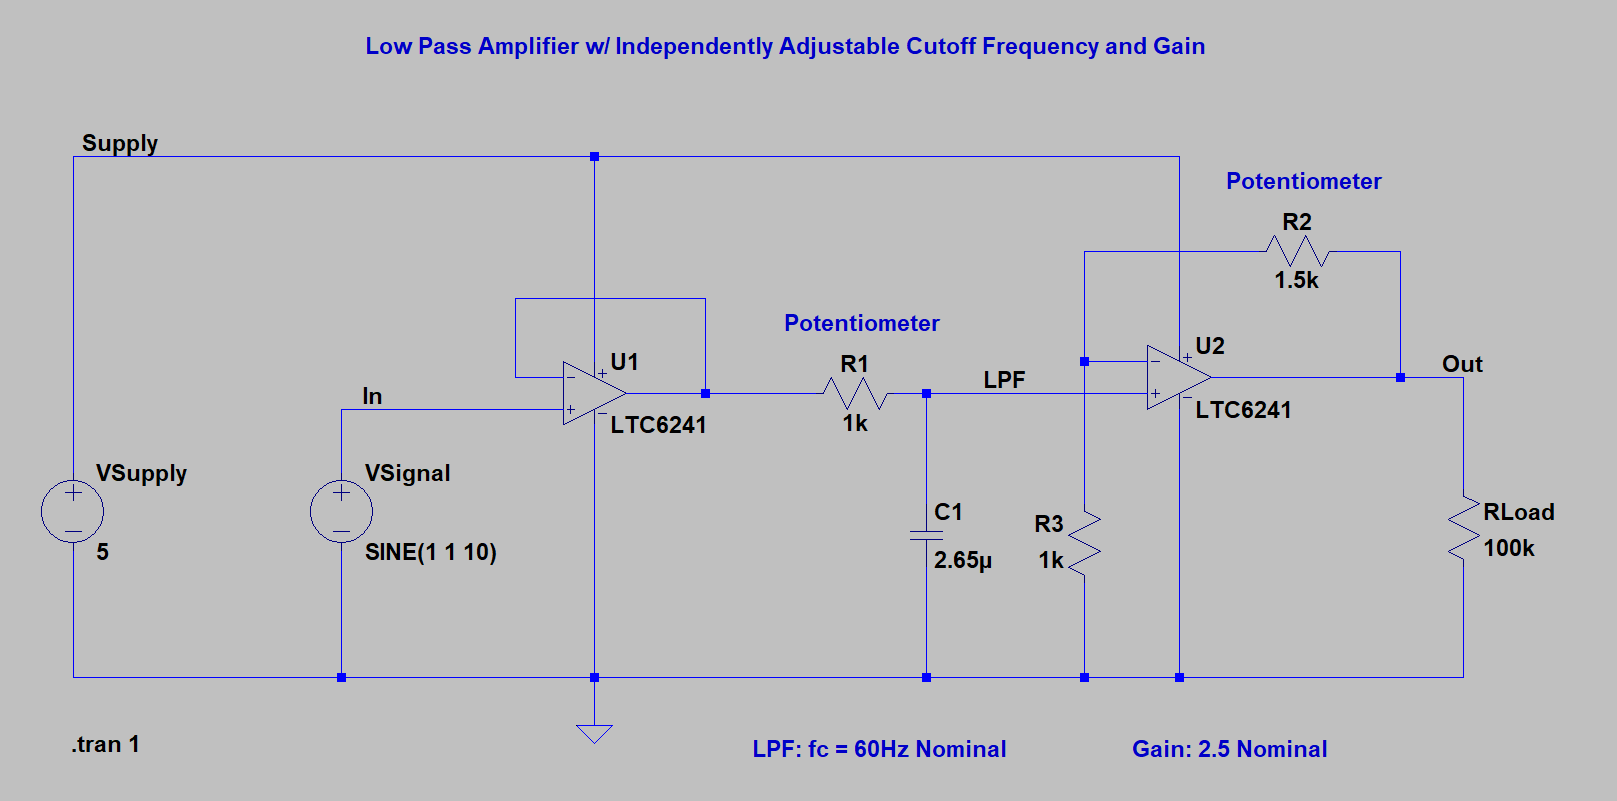 Low Pass Amplifier w/ Independently Adjustable Cutoff Frequency and Gain
Supply
Potentiometer
R2
1.5k
Potentiometer
U1
R1
1k
LTC6241
In
LPF
U2
LTC6241
Out
VSupply
5
VSignal
SINE(1 1 10)
C1
2.65µ
R3
1k
RLoad
100k
.tran 1
LPF: fc = 60Hz Nominal
Gain: 2.5 Nominal